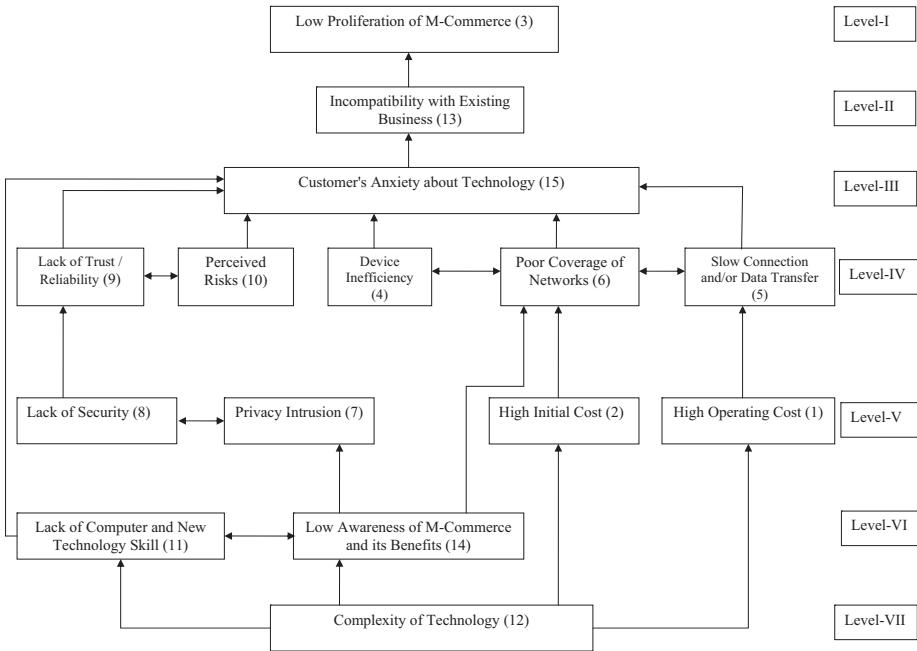 Low Proliferation of M-Commerce (3)
Level-I
Incompatibility with Existing
Business (13)
Level-II
Customer's Anxiety about Technology (15)
Level-III
Lack of Trust /
Reliability (9)
Perceived
Risks (10)
Device
Inefficiency
(4)
Poor Coverage of
Networks (6)
Slow Connection
and/or Data Transfer
(5)
Level-IV
Lack of Security (8)
Privacy Intrusion (7)
High Initial Cost (2)
High Operating Cost (1)
Level-V
Lack of Computer and New
Technology Skill (11)
Low Awareness of M-Commerce
and its Benefits (14)
Level-VI
Complexity of Technology (12)
Level-VII